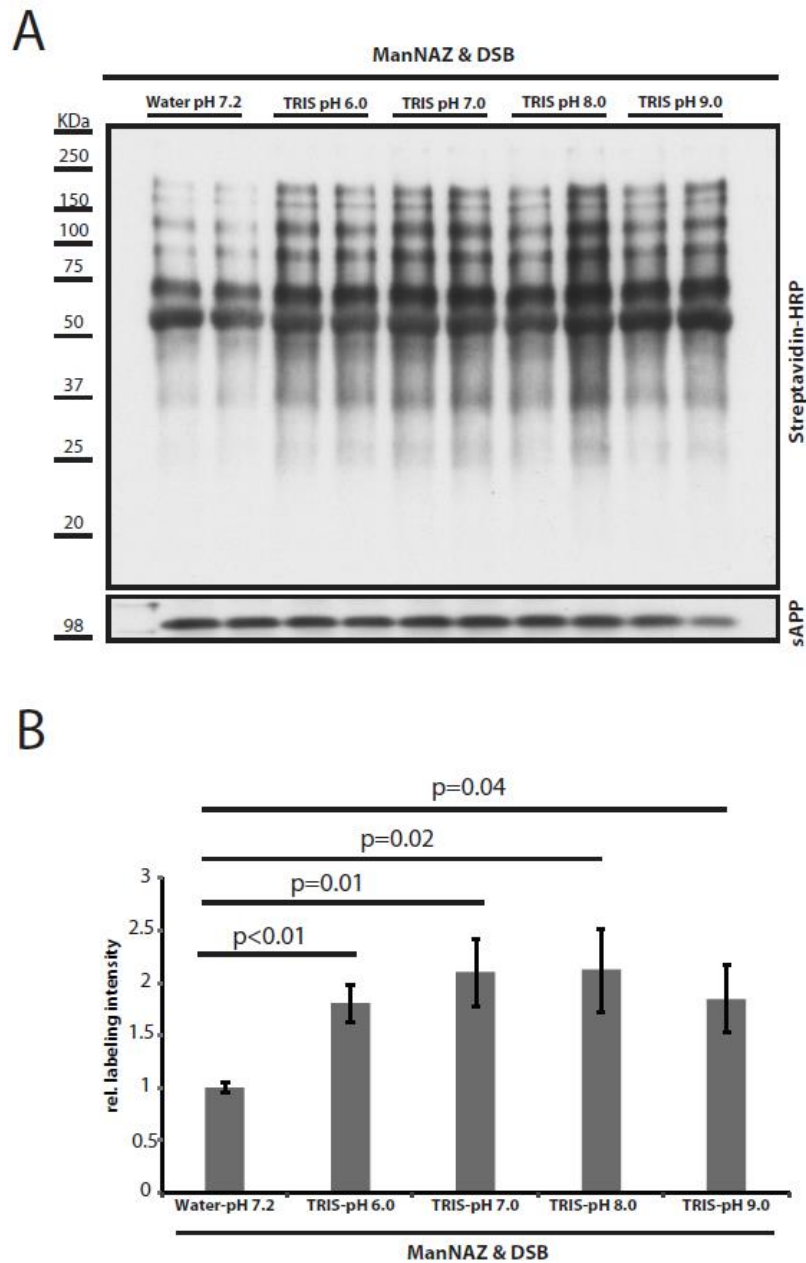 A
ManNAZ & DSB
Water pH 7.2 TRIS pH 6.0 TRIS pH 7.0 TRIS pH 8.0 TRIS pH 9.0
KDa
250
150
100
75
50
37
25
20
Streptavidin-HRP
98
sAPP
B
p=0.04
p=0.02
p=0.01
p<0.01
3
2.5
2
1.5
1
0.5
0
rel. labeling intensity
Water-pH 7.2 TRIS-pH 6.0 TRIS-pH 7.0 TRIS-pH 8.0 TRIS-pH 9.0
ManNAZ & DSB